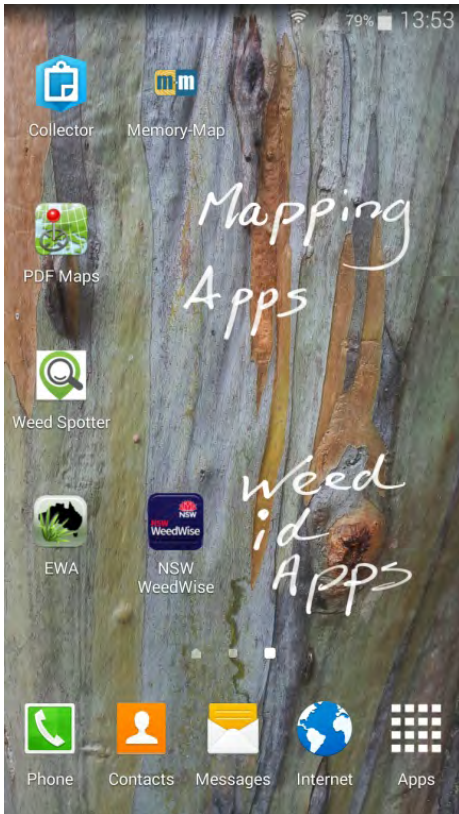 79% 13:53
Collector Memory-Map
Mapping
PDF Maps
Apps
Weed Spotter
Weed
id
NSW
NSW
WeedWise
EWA NSW
WeedWise
Apps
Phone Contacts Messages Internet Apps